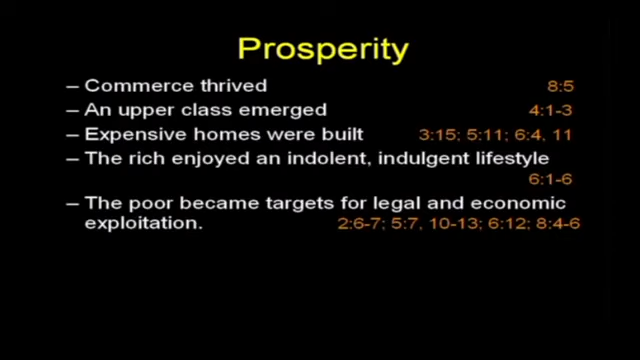 Prosperity
– Commerce thrived 8:5
– An upper class emerged 4:1-3
– Expensive homes were built 3:15; 5:11; 6:4, 11
– The rich enjoyed an indolent, indulgent lifestyle
6:1-6
– The poor became targets for legal and economic
exploitation. 2:6-7; 5:7, 10-13; 6:12; 8:4-6